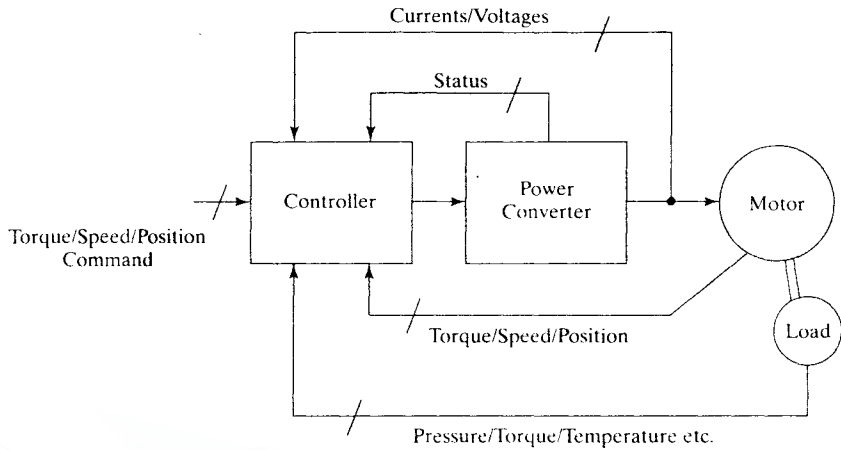 Currents/Voltages
Status
Controller
Power
Converter
Motor
Torque/Speed/Position
Command
Torque/Speed/Position
Load
Pressure/Torque/Temperature etc.